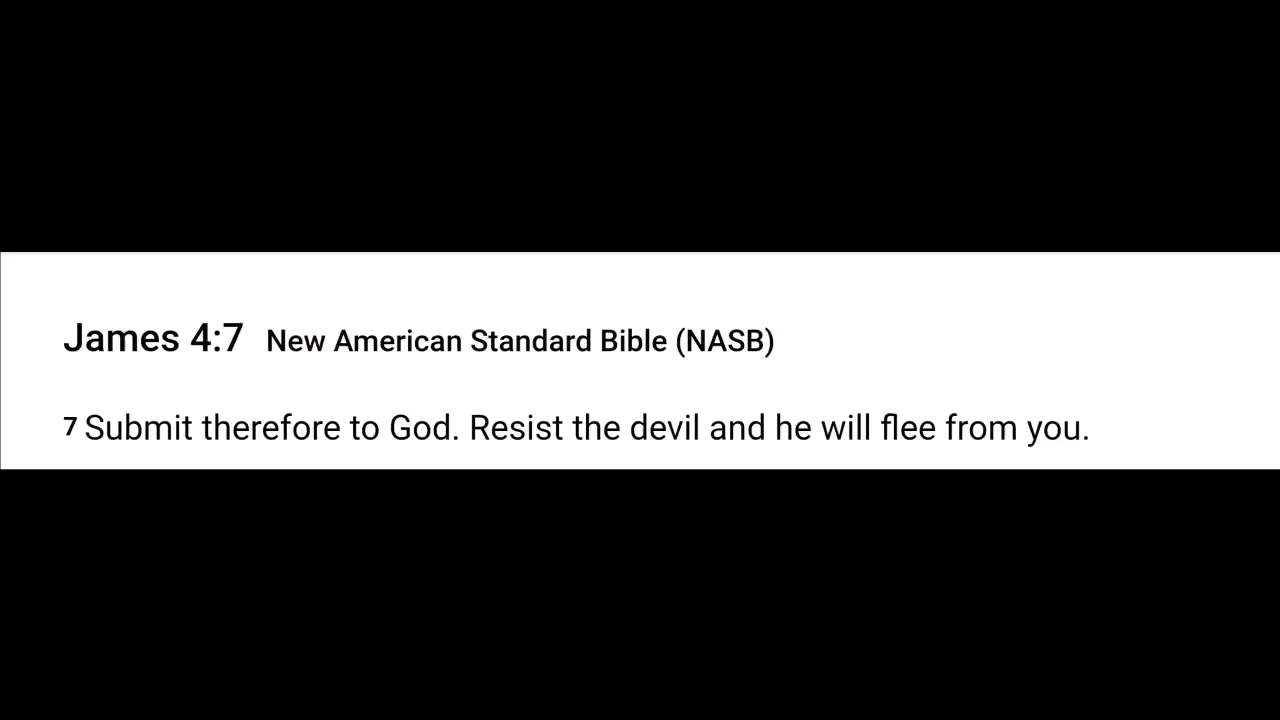 James 4:7 New American Standard Bible (NASB)
7 Submit therefore to God. Resist the devil and he will flee from you.